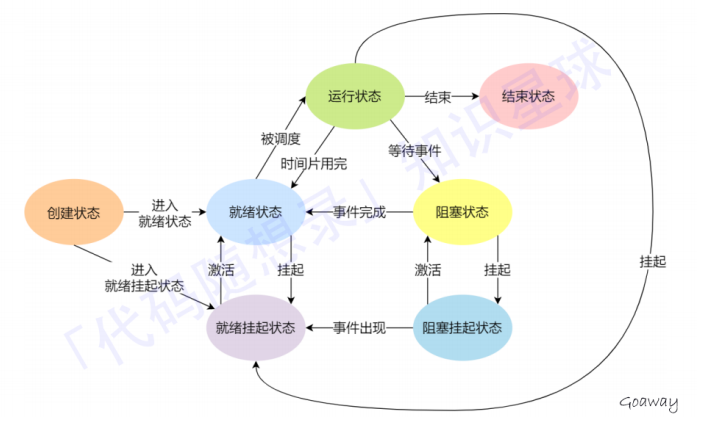 运行状态
结束
结束状态
被调度
时间片用完
等待事件
创建状态
进入
就绪状态
就绪状态
事件完成
阻塞状态
进入
就绪挂起状态
激活
挂起
激活
挂起
挂起
就绪挂起状态
事件出现
阻塞挂起状态
「代码随想录」知识星球
Goaway